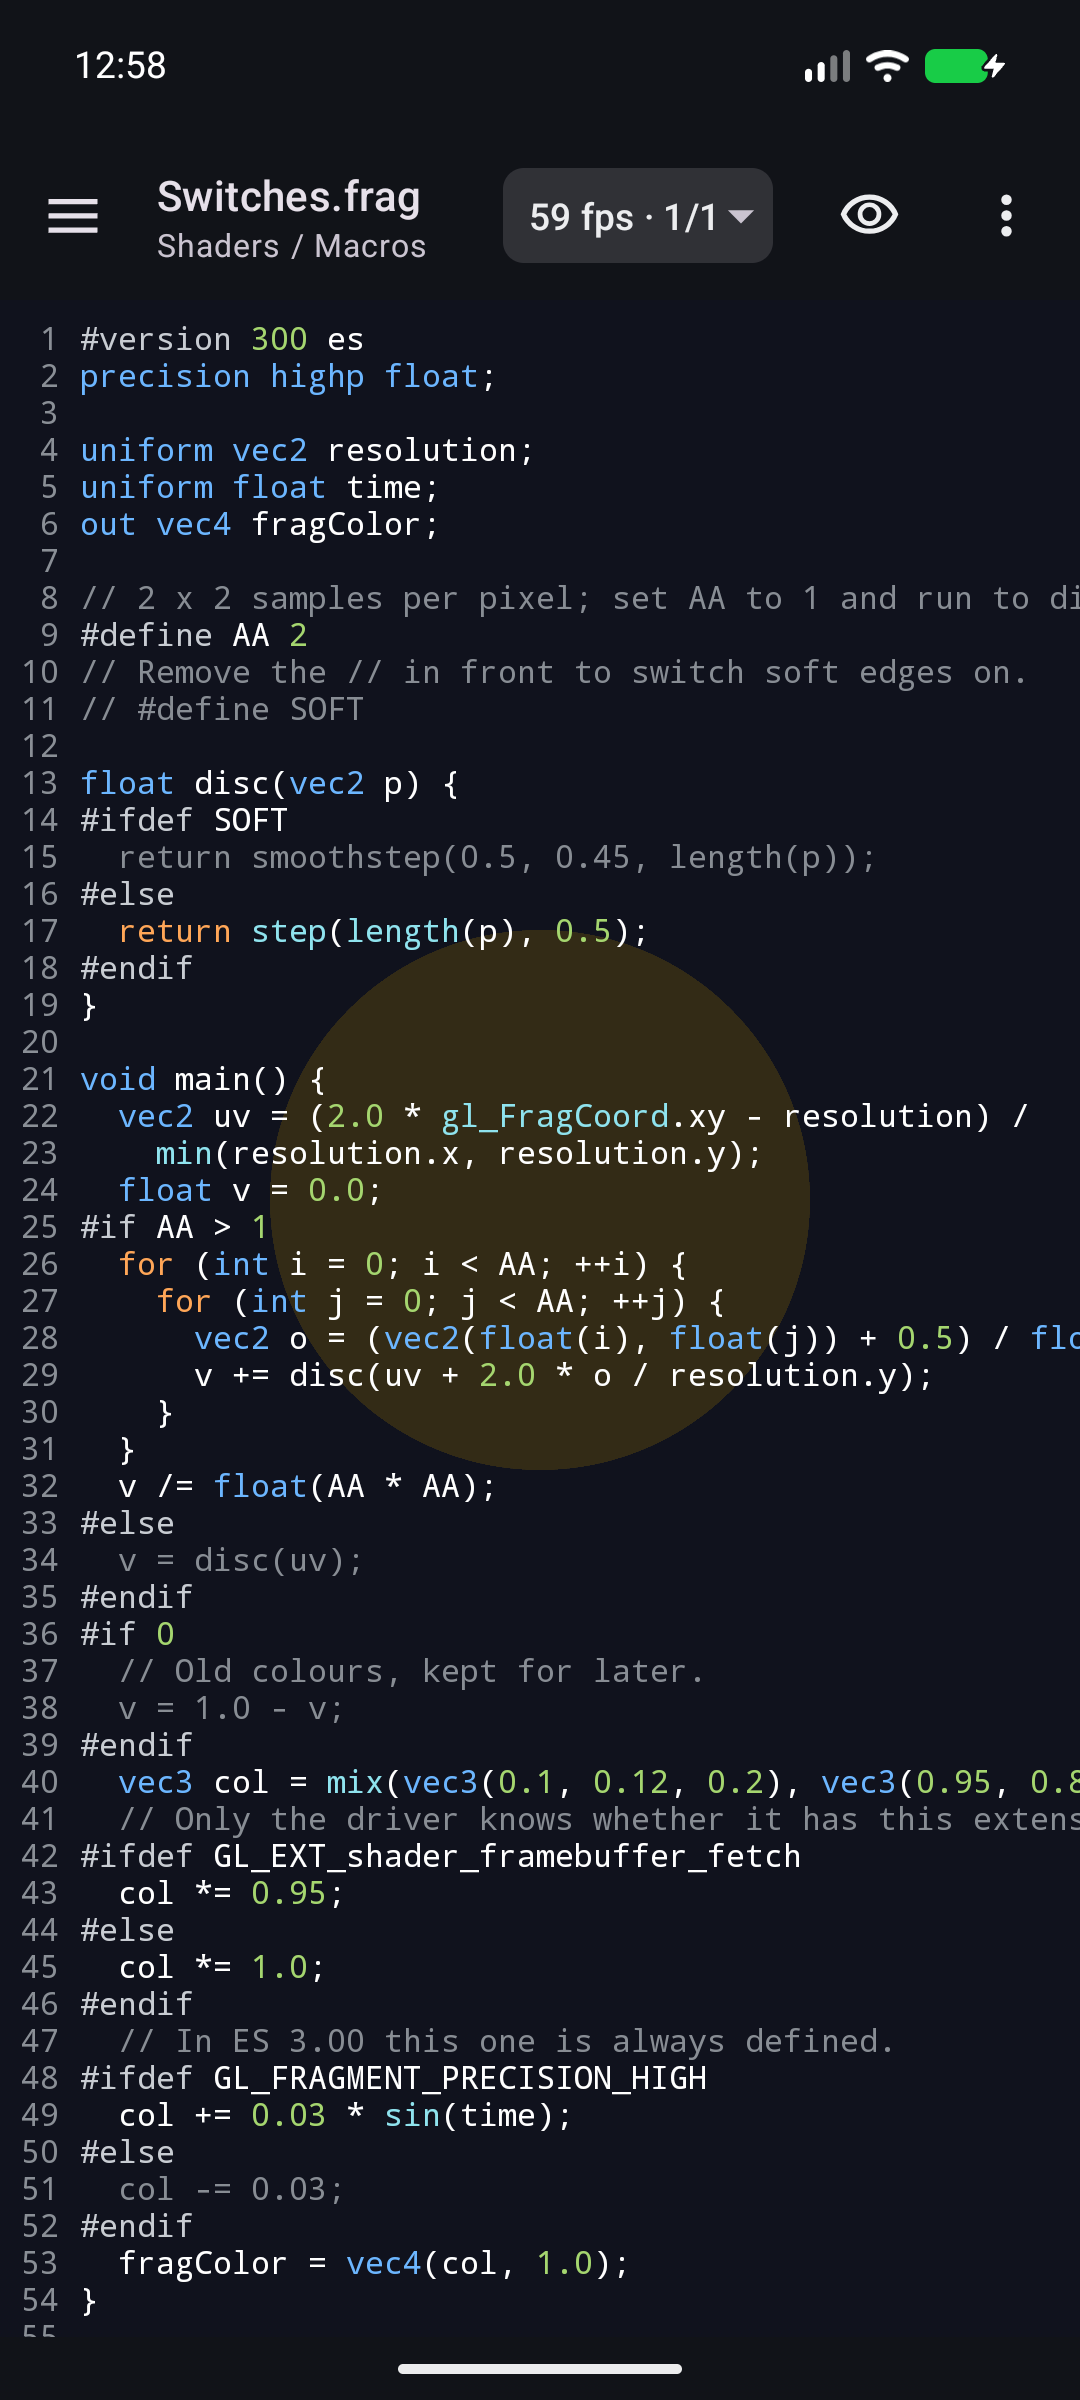 12:58
Switches.frag
Shaders / Macros
59 fps · 1/1
1 #version 300 es
2 precision highp float;
3
4 uniform vec2 resolution;
5 uniform float time;
6 out vec4 fragColor;
7
8 // 2 x 2 samples per pixel; set AA to 1 and run to di
9 #define AA 2
10 // Remove the // in front to switch soft edges on.
11 // #define SOFT
12
13 float disc(vec2 p) {
14 #ifdef SOFT
15   return smoothstep(0.5, 0.45, length(p));
16 #else
17   return step(length(p), 0.5);
18 #endif
19 }
20
21 void main() {
22   vec2 uv = (2.0 * gl_FragCoord.xy - resolution) /
23     min(resolution.x, resolution.y);
24   float v = 0.0;
25 #if AA > 1
26   for (int i = 0; i < AA; ++i) {
27     for (int j = 0; j < AA; ++j) {
28       vec2 o = (vec2(float(i), float(j)) + 0.5) / flo
29       v += disc(uv + 2.0 * o / resolution.y);
30     }
31   }
32   v /= float(AA * AA);
33 #else
34   v = disc(uv);
35 #endif
36 #if 0
37   // Old colours, kept for later.
38   v = 1.0 - v;
39 #endif
40   vec3 col = mix(vec3(0.1, 0.12, 0.2), vec3(0.95, 0.8
41   // Only the driver knows whether it has this extens
42 #ifdef GL_EXT_shader_framebuffer_fetch
43   col *= 0.95;
44 #else
45   col *= 1.0;
46 #endif
47   // In ES 3.00 this one is always defined.
48 #ifdef GL_FRAGMENT_PRECISION_HIGH
49   col += 0.03 * sin(time);
50 #else
51   col -= 0.03;
52 #endif
53   fragColor = vec4(col, 1.0);
54 }
55